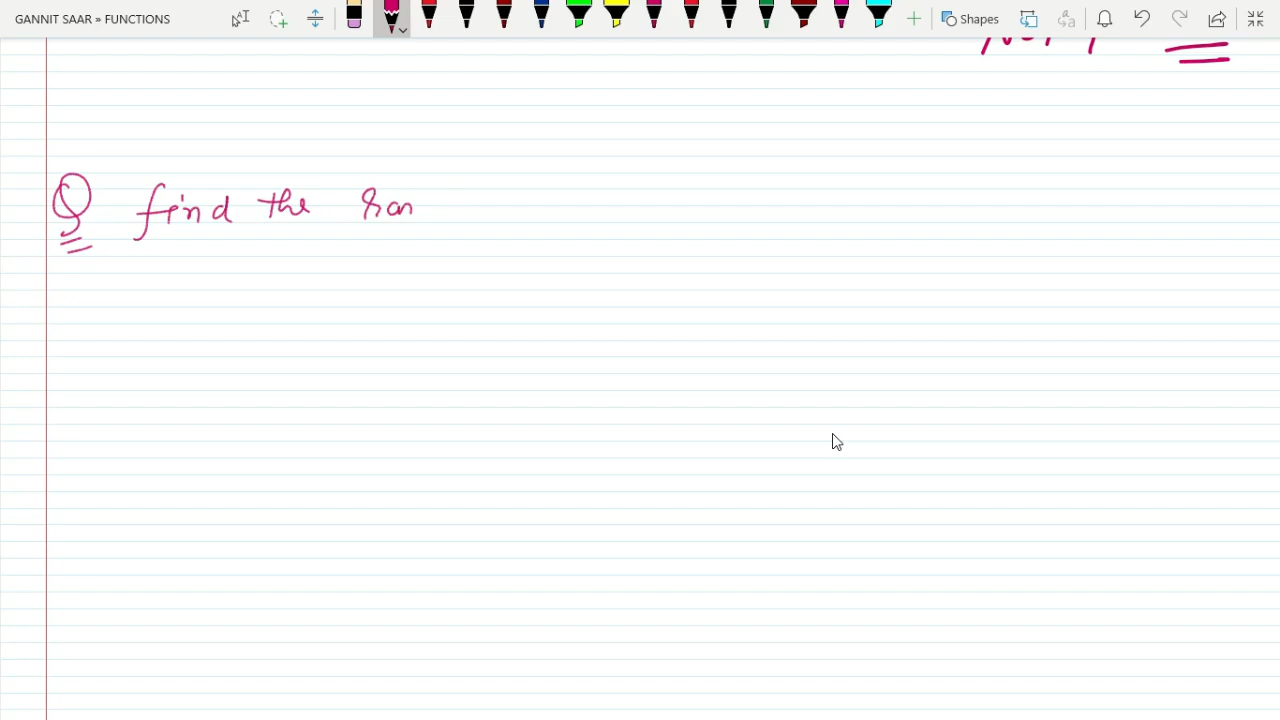 GANNIT SAAR » FUNCTIONS
Shapes
Q find the ran